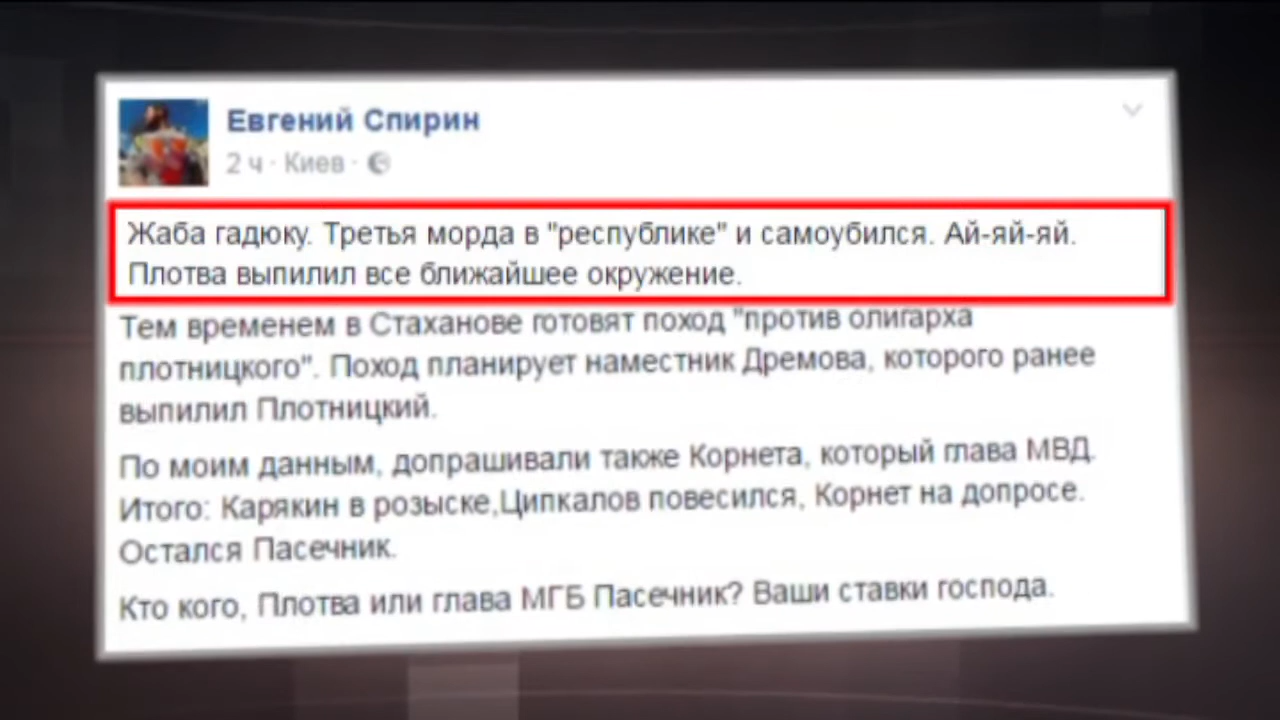 Евгений Спирин
2 ч · Киев ·
Жаба гадюку. Третья морда в "республике" и самоубился. Ай-яй-яй.
Плотва выпилил все ближайшее окружение.
Тем временем в Стаханове готовят поход "против олигарха
плотницкого". Поход планирует наместник Дремова, которого ранее
выпилил Плотницкий.
По моим данным, допрашивали также Корнета, который глава МВД.
Итого: Карякин в розыске,Ципкалов повесился, Корнет на допросе.
Остался Пасечник.
Кто кого, Плотва или глава МГБ Пасечник? Ваши ставки господа.